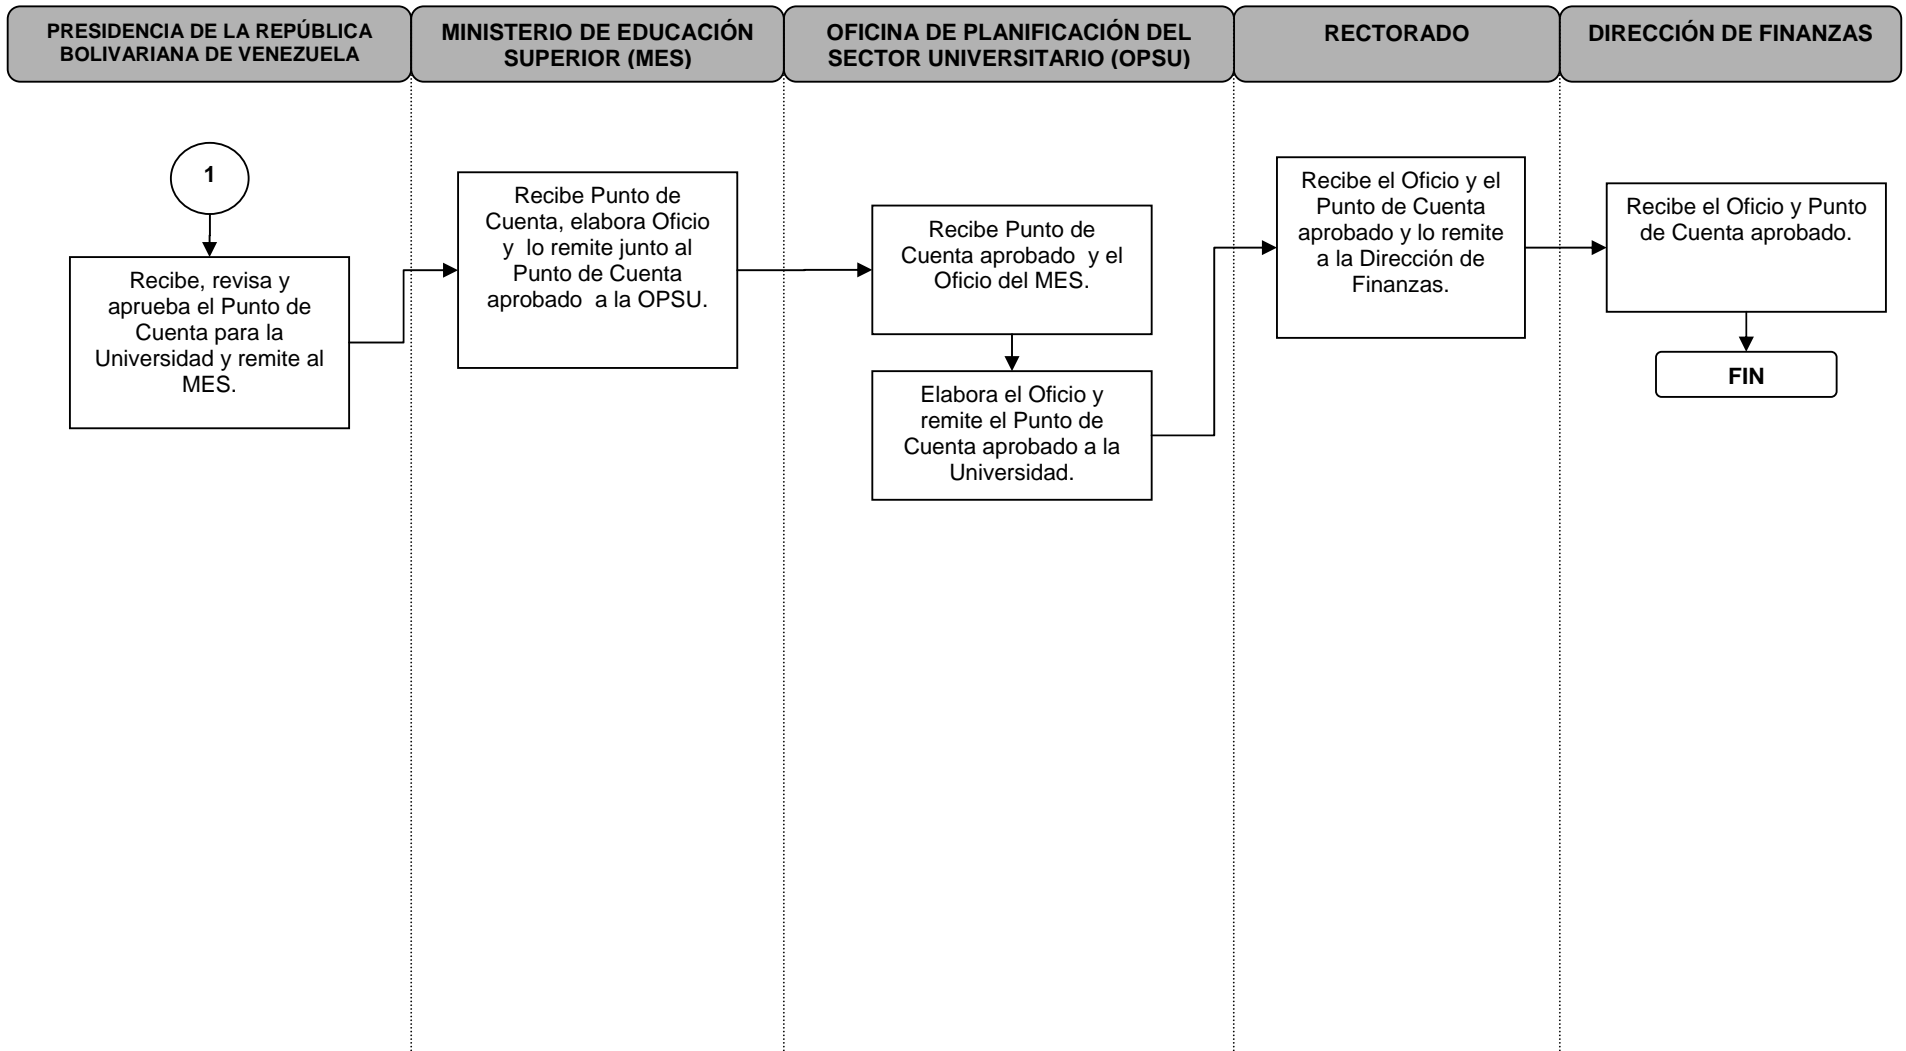 PRESIDENCIA DE LA REPÚBLICA
BOLIVARIANA DE VENEZUELA
MINISTERIO DE EDUCACIÓN
SUPERIOR (MES)
OFICINA DE PLANIFICACIÓN DEL
SECTOR UNIVERSITARIO (OPSU)
RECTORADO
DIRECCIÓN DE FINANZAS
1
Recibe, revisa y
aprueba el Punto de
Cuenta para la
Universidad y remite al
MES.
Recibe Punto de
Cuenta, elabora Oficio
y lo remite junto al
Punto de Cuenta
aprobado a la OPSU.
Recibe Punto de
Cuenta aprobado y el
Oficio del MES.
Elabora el Oficio y
remite el Punto de
Cuenta aprobado a la
Universidad.
Recibe el Oficio y el
Punto de Cuenta
aprobado y lo remite
a la Dirección de
Finanzas.
Recibe el Oficio y Punto
de Cuenta aprobado.
FIN